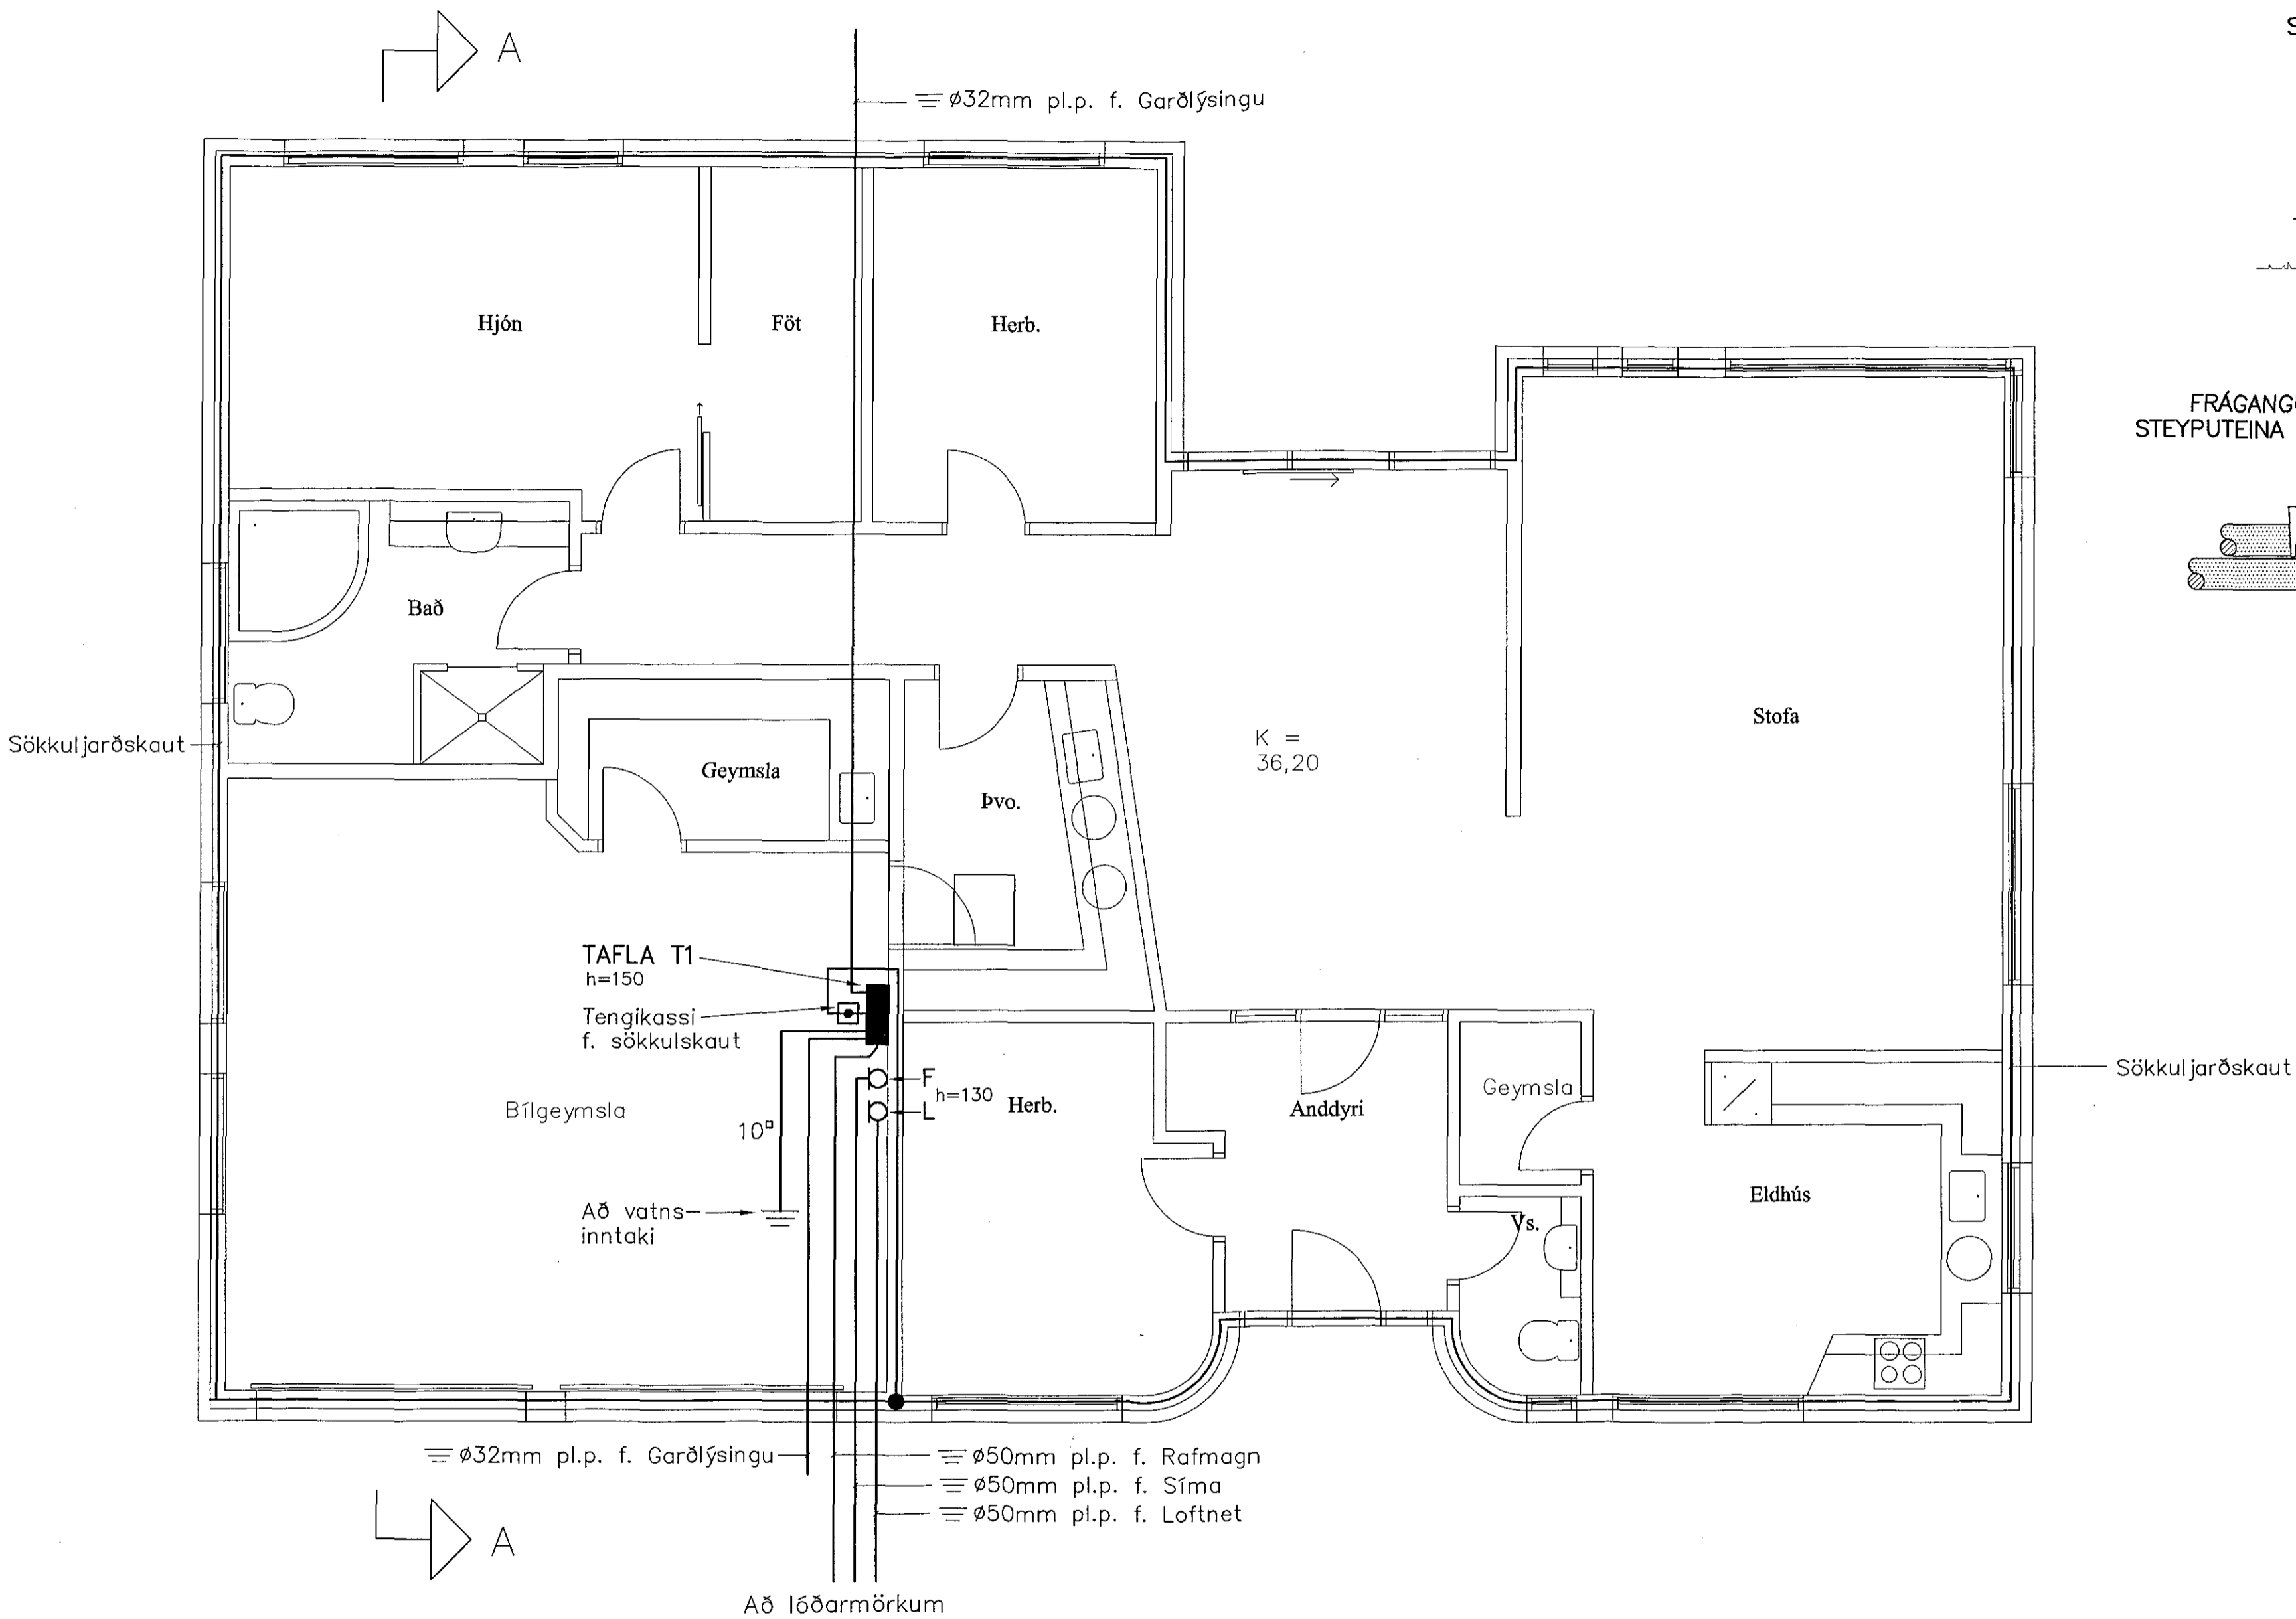 A
ø32mm pl.p. f. Garðlýsingu
Hjón
Föt
Herb.
STEYPUTEINA
Bað
Sökkuljarðskaut
Geymsla
Þvo.
K =
36,20
Stofa
TAFLA T1
h=150
Tengikassi
f. sökkulskaut
Bílgeymsla
10
F
h=130
L
Herb.
Anddyri
Geymsla
Sökkuljarðskaut
Að vatns-
inntaki
Vs.
Eldhús
ø32mm pl.p. f. Garðlýsingu
ø50mm pl.p. f. Rafmagn
ø50mm pl.p. f. Síma
ø50mm pl.p. f. Loftnet
A
Að lóðarmörkum